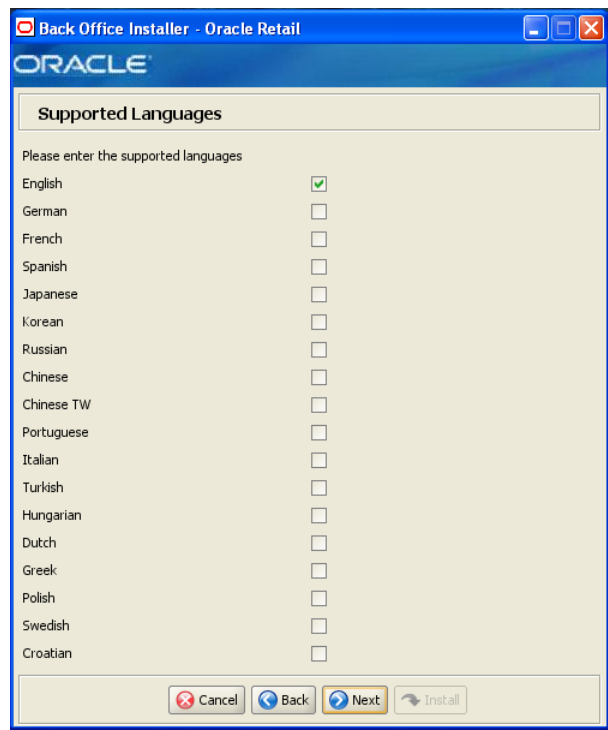 Back Office Installer - Oracle Retail
ORACLE
Supported Languages
Please enter the supported languages
English
German
French
Spanish
Japanese
Korean
Russian
Chinese
Chinese TW
Portuguese
Italian
Turkish
Hungarian
Dutch
Greek
Polish
Swedish
Croatian
Cancel Back Next Install